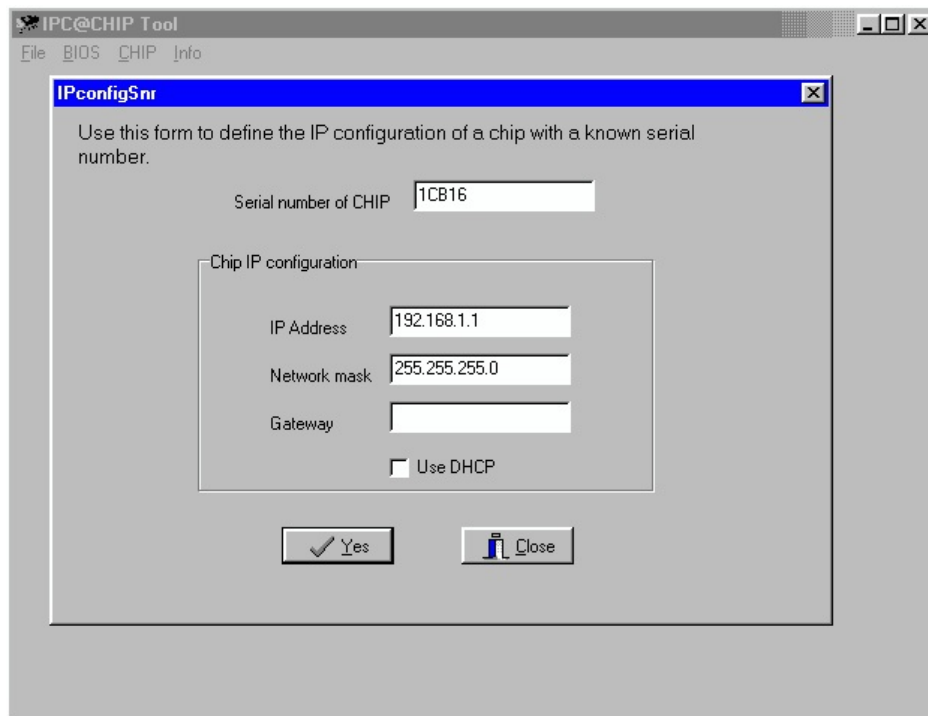 IPC@CHIP Tool
File BIOS CHIP Info
IPconfigSnr
Use this form to define the IP configuration of a chip with a known serial
number.
Serial number of CHIP 1CB16
Chip IP configuration
IP Address 192.168.1.1
Network mask 255.255.255.0
Gateway
Use DHCP
Yes Close